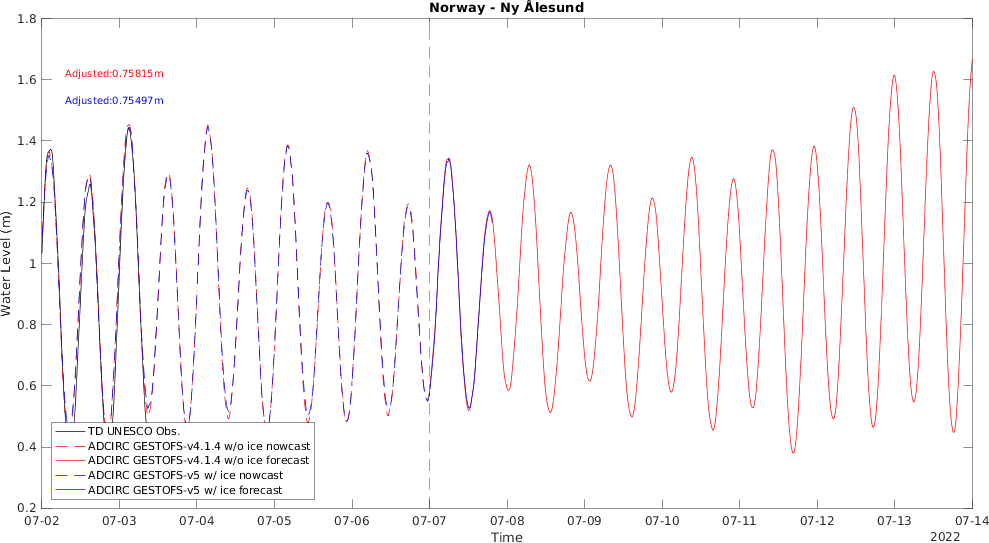 Norway - Ny Ålesund
1.8
1.6
1.4
1.2
1
0.8
0.6
0.4
0.2
Water Level (m)
Adjusted:0.75815m
Adjusted:0.75497m
TD UNESCO Obs.
ADCIRC GESTOFS-v4.1.4 w/o ice nowcast
ADCIRC GESTOFS-v4.1.4 w/o ice forecast
ADCIRC GESTOFS-v5 w/ ice nowcast
ADCIRC GESTOFS-v5 w/ ice forecast
07-02 07-03 07-04 07-05 07-06 07-07 07-08 07-09 07-10 07-11 07-12 07-13 07-14
Time
2022